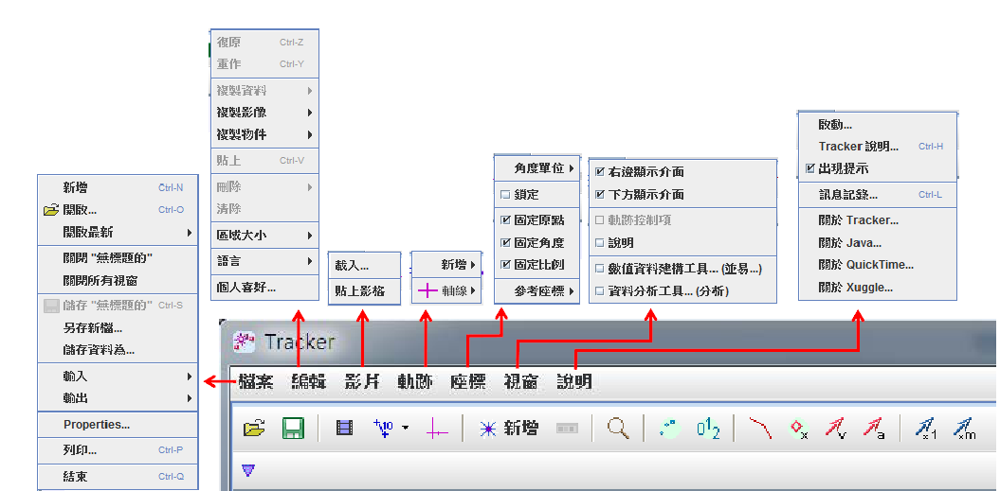 復原 Ctrl-Z
重作 Ctrl-Y
複製資料
複製影像
複製物件
貼上 Ctrl-V
刪除
清除
區域大小
語言
個人喜好...
新增 Ctrl-N
開啟... Ctrl-O
開啟最新
關閉 "無標題的"
關閉所有視窗
儲存 "無標題的" Ctrl-S
另存新檔...
儲存資料為...
輸入
輸出
Properties...
列印... Ctrl-P
結束 Ctrl-Q
載入...
貼上影格
新增
軸線
角度單位
鎖定
固定原點
固定角度
固定比例
參考座標
右邊顯示介面
下方顯示介面
軌跡控制項
說明
數值資料建構工具... (並易...)
資料分析工具... (分析)
啟動...
Tracker 說明... Ctrl-H
出現提示
訊息記錄... Ctrl-L
關於 Tracker...
關於 Java...
關於 QuickTime...
關於 Xuggle...
Tracker
檔案 編輯 影片 軌跡 座標 視窗 說明
新增